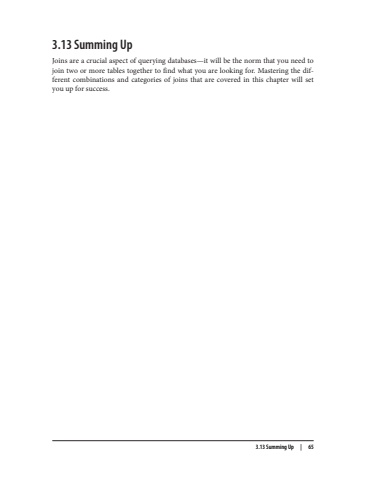 3.13 Summing Up
Joins are a crucial aspect of querying databases—it will be the norm that you need to
join two or more tables together to find what you are looking for. Mastering the dif-
ferent combinations and categories of joins that are covered in this chapter will set
you up for success.
3.13 Summing Up | 65